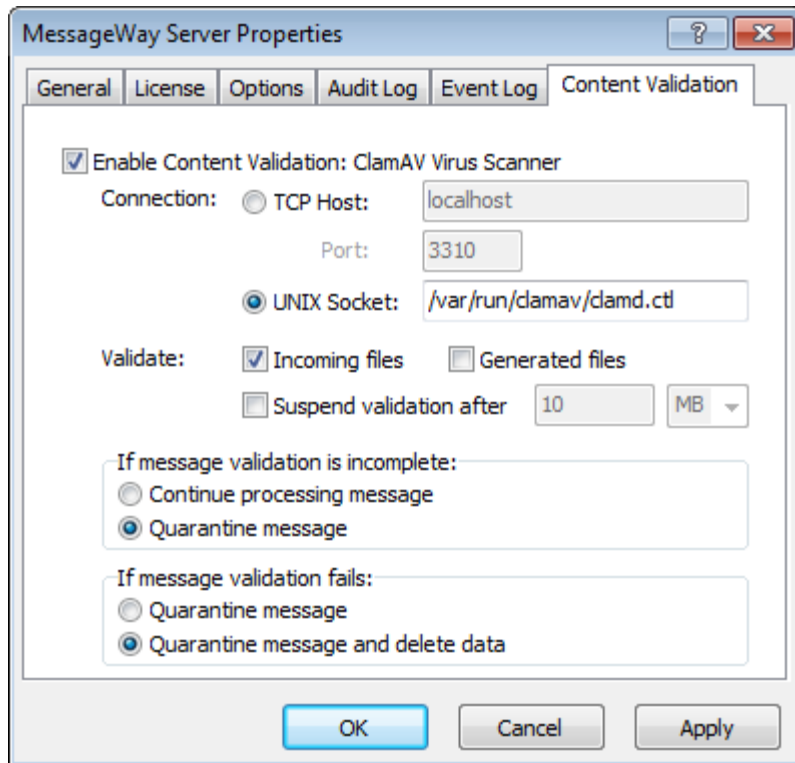 MessageWay Server Properties
General License Options Audit Log Event Log Content Validation
Enable Content Validation: ClamAV Virus Scanner
Connection: TCP Host: localhost
Port: 3310
UNIX Socket: /var/run/clamav/clamd.ctl
Validate: Incoming files Generated files
Suspend validation after 10 MB
If message validation is incomplete:
Continue processing message
Quarantine message
If message validation fails:
Quarantine message
Quarantine message and delete data
OK Cancel Apply